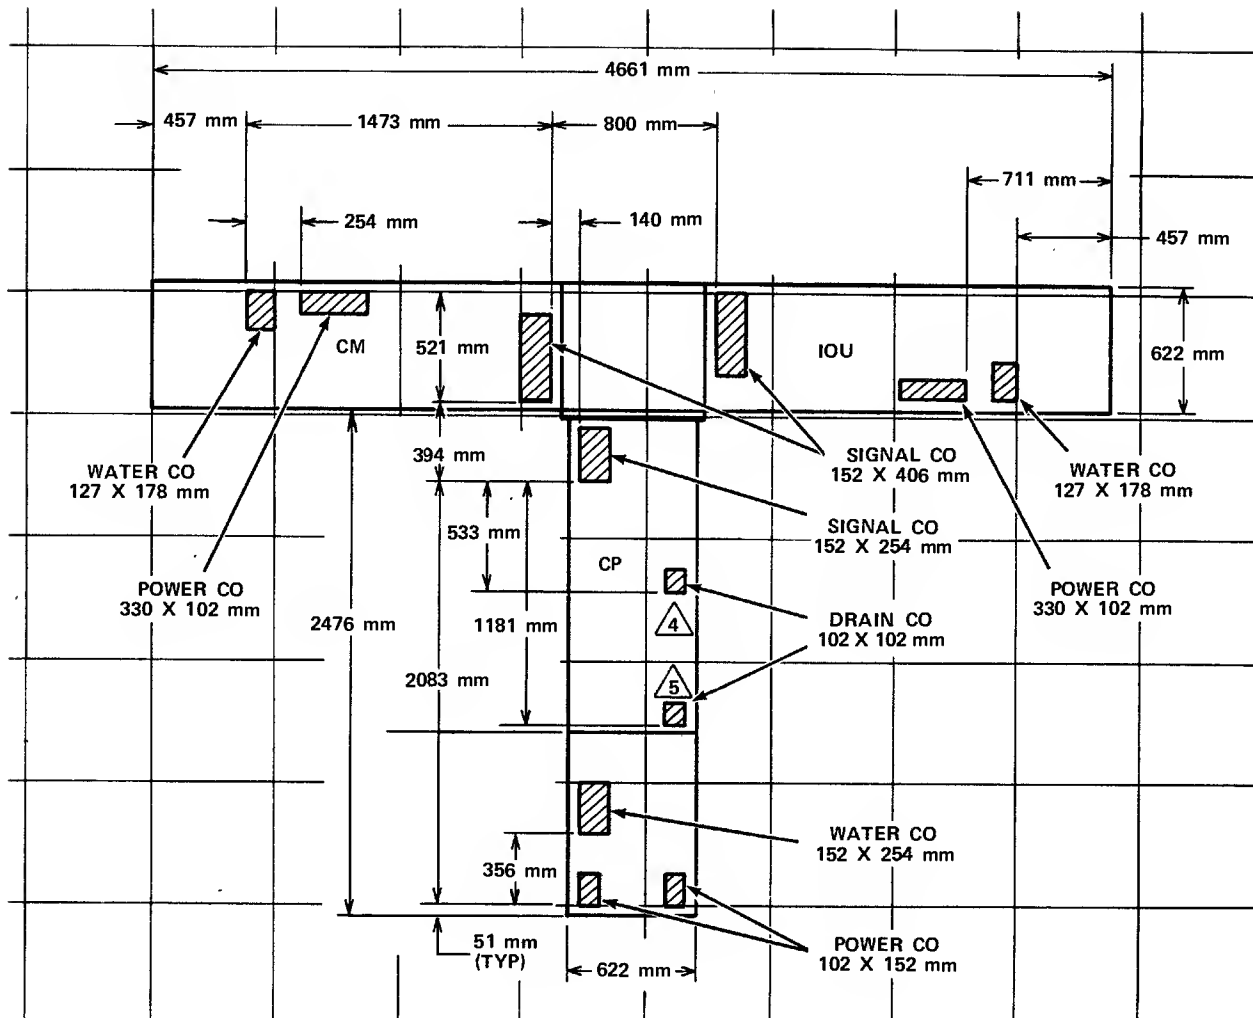 4661 mm
457 mm
1473 mm
800 mm
711 mm
254 mm
140 mm
457 mm
CM
521 mm
IOU
622 mm
394 mm
WATER CO
127 X 178 mm
SIGNAL CO
152 X 406 mm
WATER CO
127 X 178 mm
533 mm
SIGNAL CO
152 X 254 mm
CP
POWER CO
330 X 102 mm
POWER CO
330 X 102 mm
2476 mm
1181 mm
4
DRAIN CO
102 X 102 mm
2083 mm
5
WATER CO
152 X 254 mm
356 mm
51 mm
(TYP)
622 mm
POWER CO
102 X 152 mm